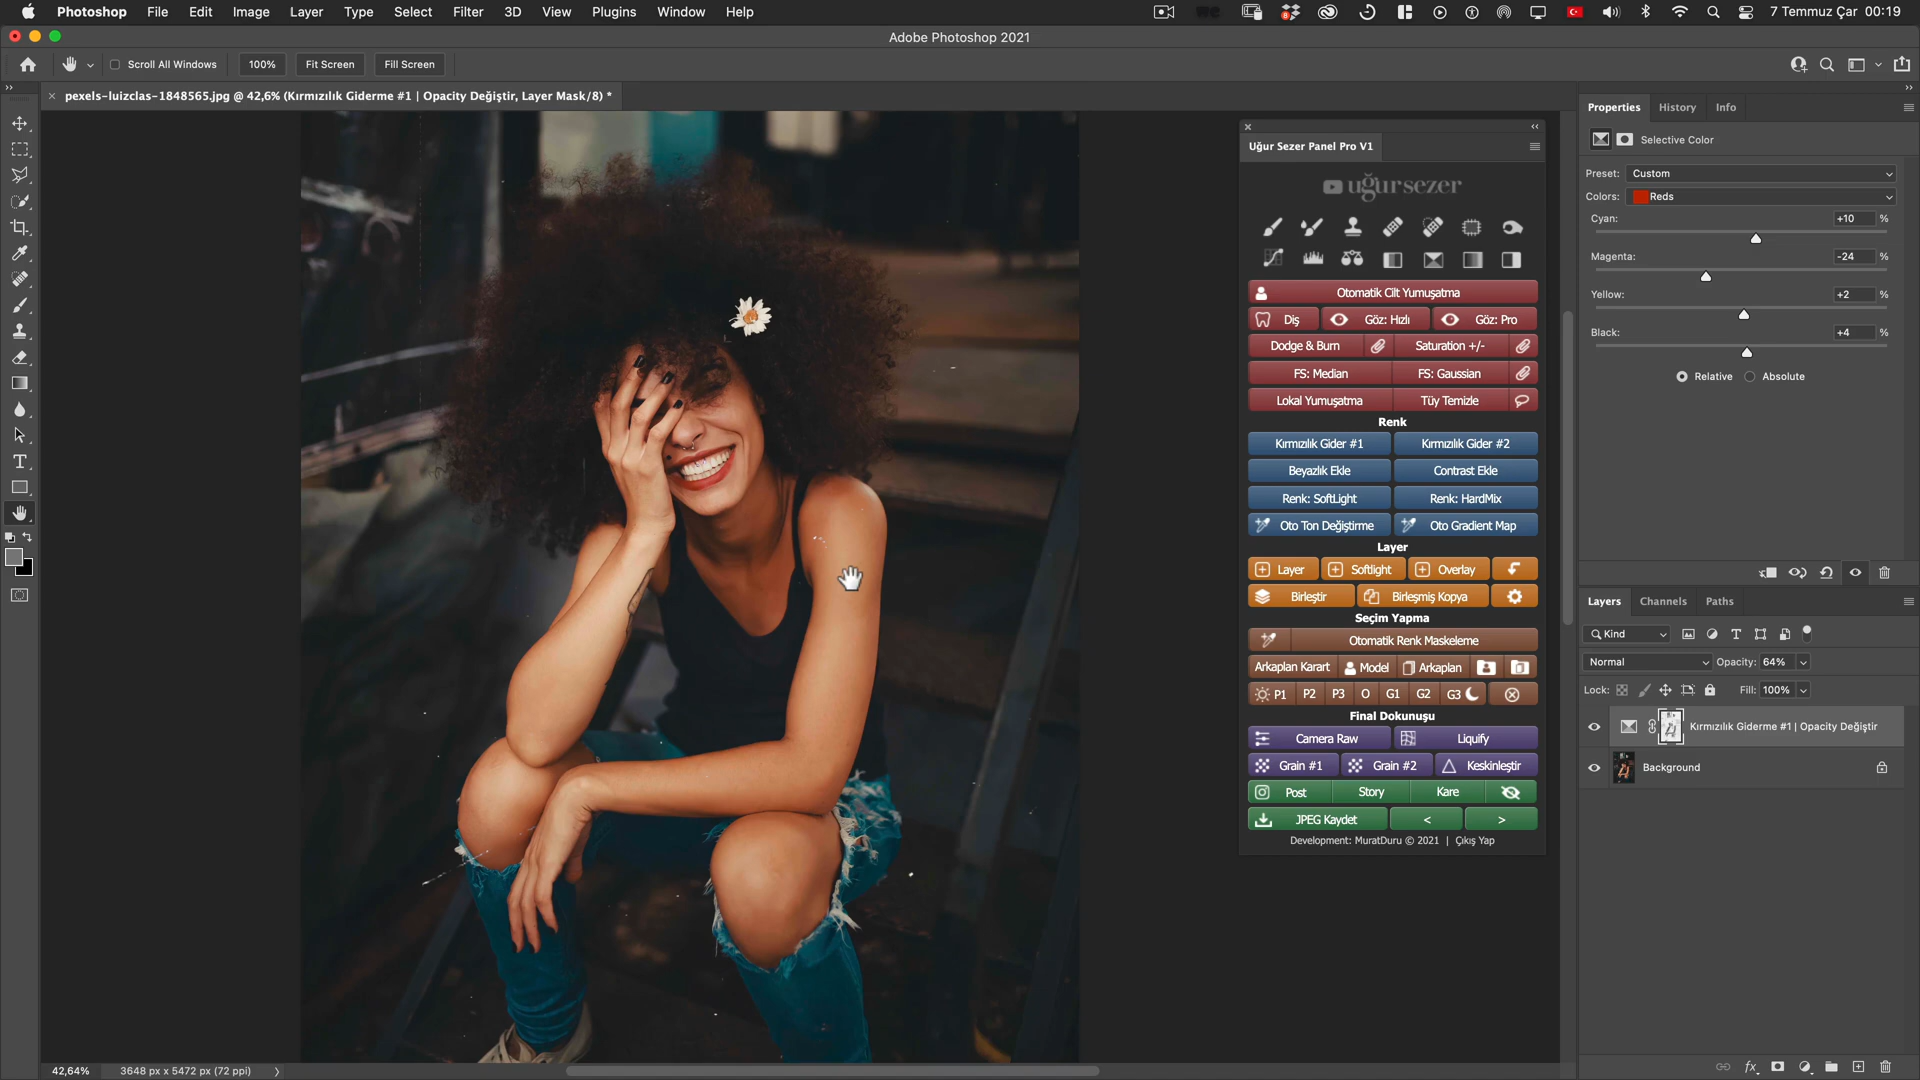 Photoshop File Edit Image Layer Type Select Filter 3D View Plugins Window Help 7 Temmuz Çar 00:19
Adobe Photoshop 2021
Scroll All Windows 100% Fit Screen Fill Screen
pexels-luizclas-1848565.jpg @ 42,6% (Kırmızılık Giderme #1 | Opacity Değiştir, Layer Mask/8) *
Uğur Sezer Panel Pro V1
uğursezer
Otomatik Cilt Yumuşatma
Diş Göz: Hızlı Göz: Pro
Dodge & Burn Saturation +/-
FS: Median FS: Gaussian
Lokal Yumuşatma Tüy Temizle
Renk
Kırmızılık Gider #1 Kırmızılık Gider #2
Beyazlık Ekle Contrast Ekle
Renk: SoftLight Renk: HardMix
Oto Ton Değiştirme Oto Gradient Map
Layer
Layer Softlight Overlay
Birleştir Birleşmiş Kopya
Seçim Yapma
Otomatik Renk Maskeleme
Arkaplan Karart Model Arkaplan
P1 P2 P3 O G1 G2 G3
Final Dokunuşu
Camera Raw Liquify
Grain #1 Grain #2 Keskinleştir
Post Story Kare
JPEG Kaydet < >
Development: MuratDuru © 2021 | Çıkış Yap
Properties History Info
Selective Color
Preset: Custom
Colors: Reds
Cyan: +10 %
Magenta: -24 %
Yellow: +2 %
Black: +4 %
Relative Absolute
Layers Channels Paths
Kind
Normal Opacity: 64%
Lock: Fill: 100%
Kırmızılık Giderme #1 | Opacity Değiştir
Background
42,64% 3648 px x 5472 px (72 ppi)